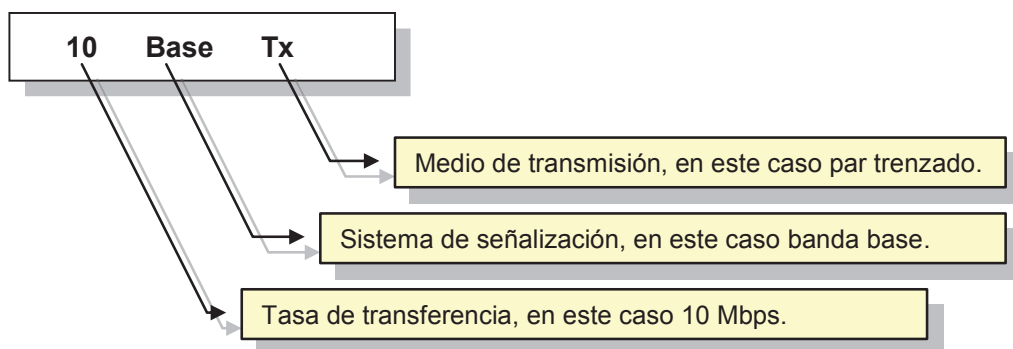 10 Base Tx
Medio de transmisión, en este caso par trenzado.
Sistema de señalización, en este caso banda base.
Tasa de transferencia, en este caso 10 Mbps.